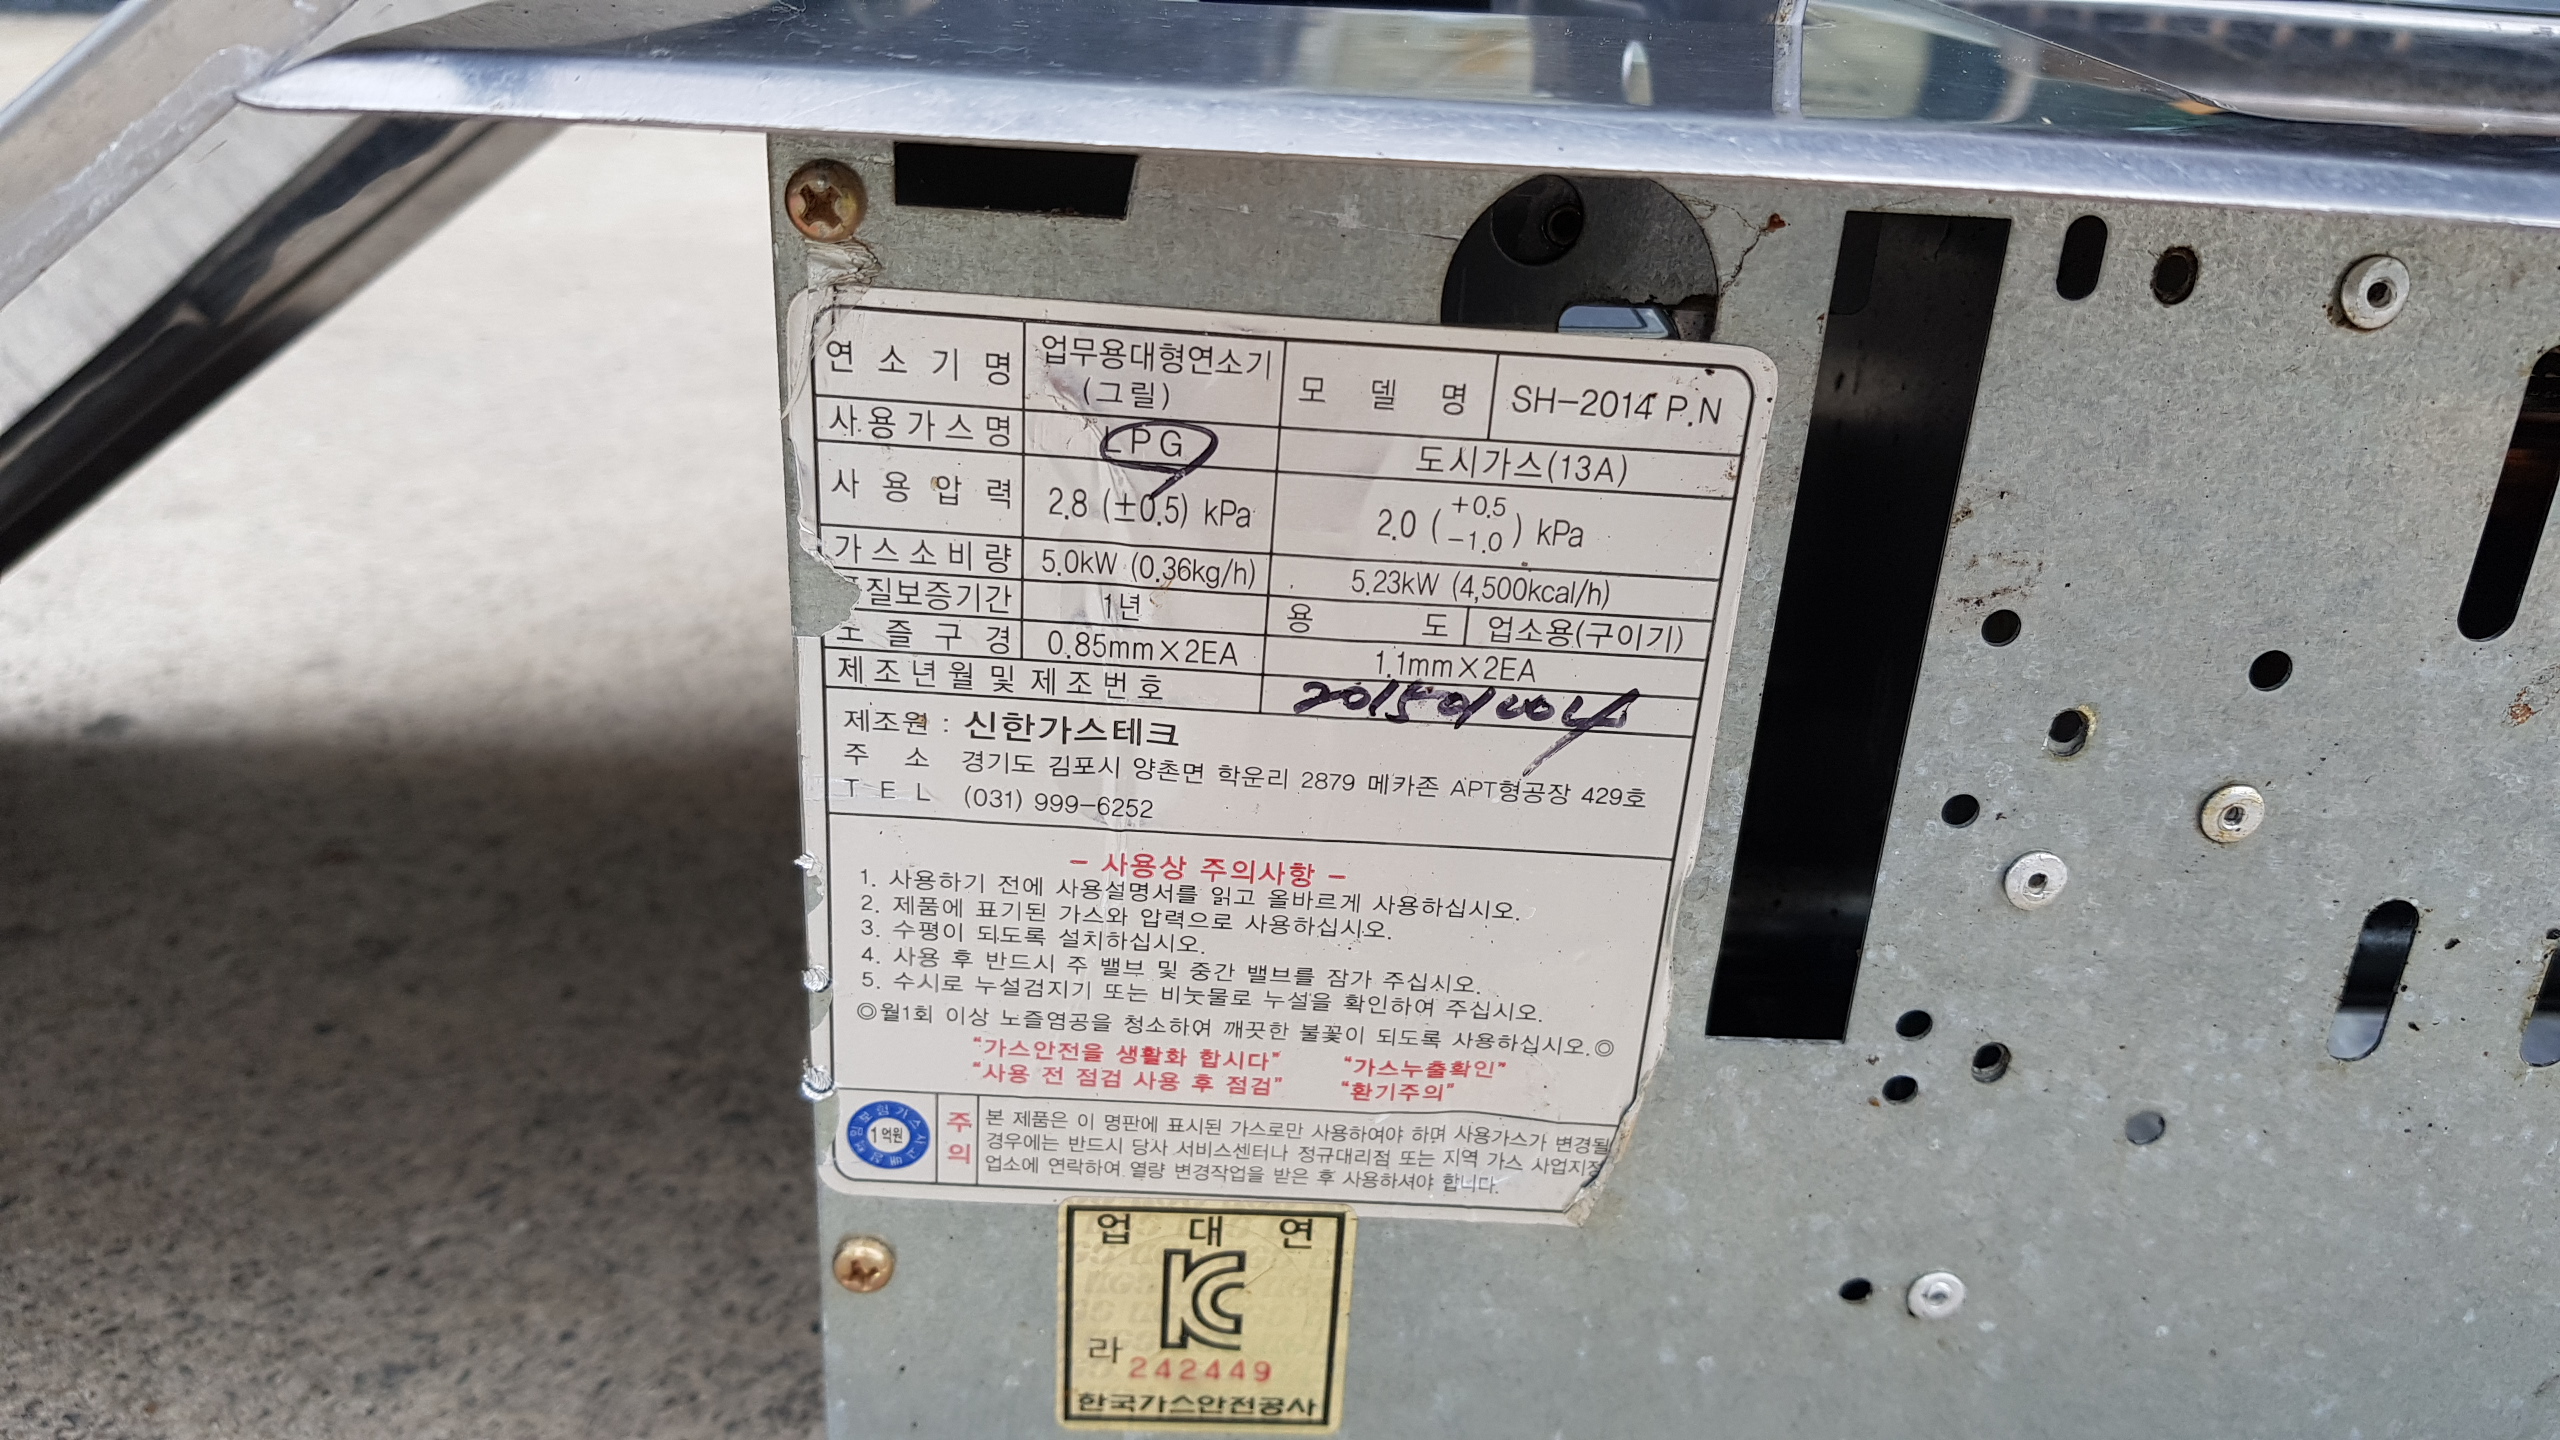 연소기명 업무용대형연소기 (그릴) 모델명 SH-2014 P.N
사용가스명 LPG 도시가스(13A)
사용압력 2.8 (±0.5) kPa 2.0 (+0.5 -1.0) kPa
가스소비량 5.0kW (0.36kg/h) 5.23kW (4,500kcal/h)
질보증기간 1년 용도 업소용(구이기)
노즐구경 0.85mm×2EA 1.1mm×2EA
제조년월 및 제조번호
제조원 : 신한가스테크
주 소 경기도 김포시 양촌면 학운리 2879 메카존 APT형공장 429호
TEL (031) 999-6252
- 사용상 주의사항 -
1. 사용하기 전에 사용설명서를 읽고 올바르게 사용하십시오.
2. 제품에 표기된 가스와 압력으로 사용하십시오.
3. 수평이 되도록 설치하십시오.
4. 사용 후 반드시 주 밸브 및 중간 밸브를 잠가 주십시오.
5. 수시로 누설검지기 또는 비눗물로 누설을 확인하여 주십시오.
◎월1회 이상 노즐염공을 청소하여 깨끗한 불꽃이 되도록 사용하십시오.◎
"가스안전을 생활화 합시다" "가스누출확인"
"사용 전 점검 사용 후 점검" "환기주의"
1억원
주의
본 제품은 이 명판에 표시된 가스로만 사용하여야 하며 사용가스가 변경될
경우에는 반드시 당사 서비스센터나 정규대리점 또는 지역 가스 사업지정
업소에 연락하여 열량 변경작업을 받은 후 사용하셔야 합니다.
업 대 연
KC
라 242449
한국가스안전공사